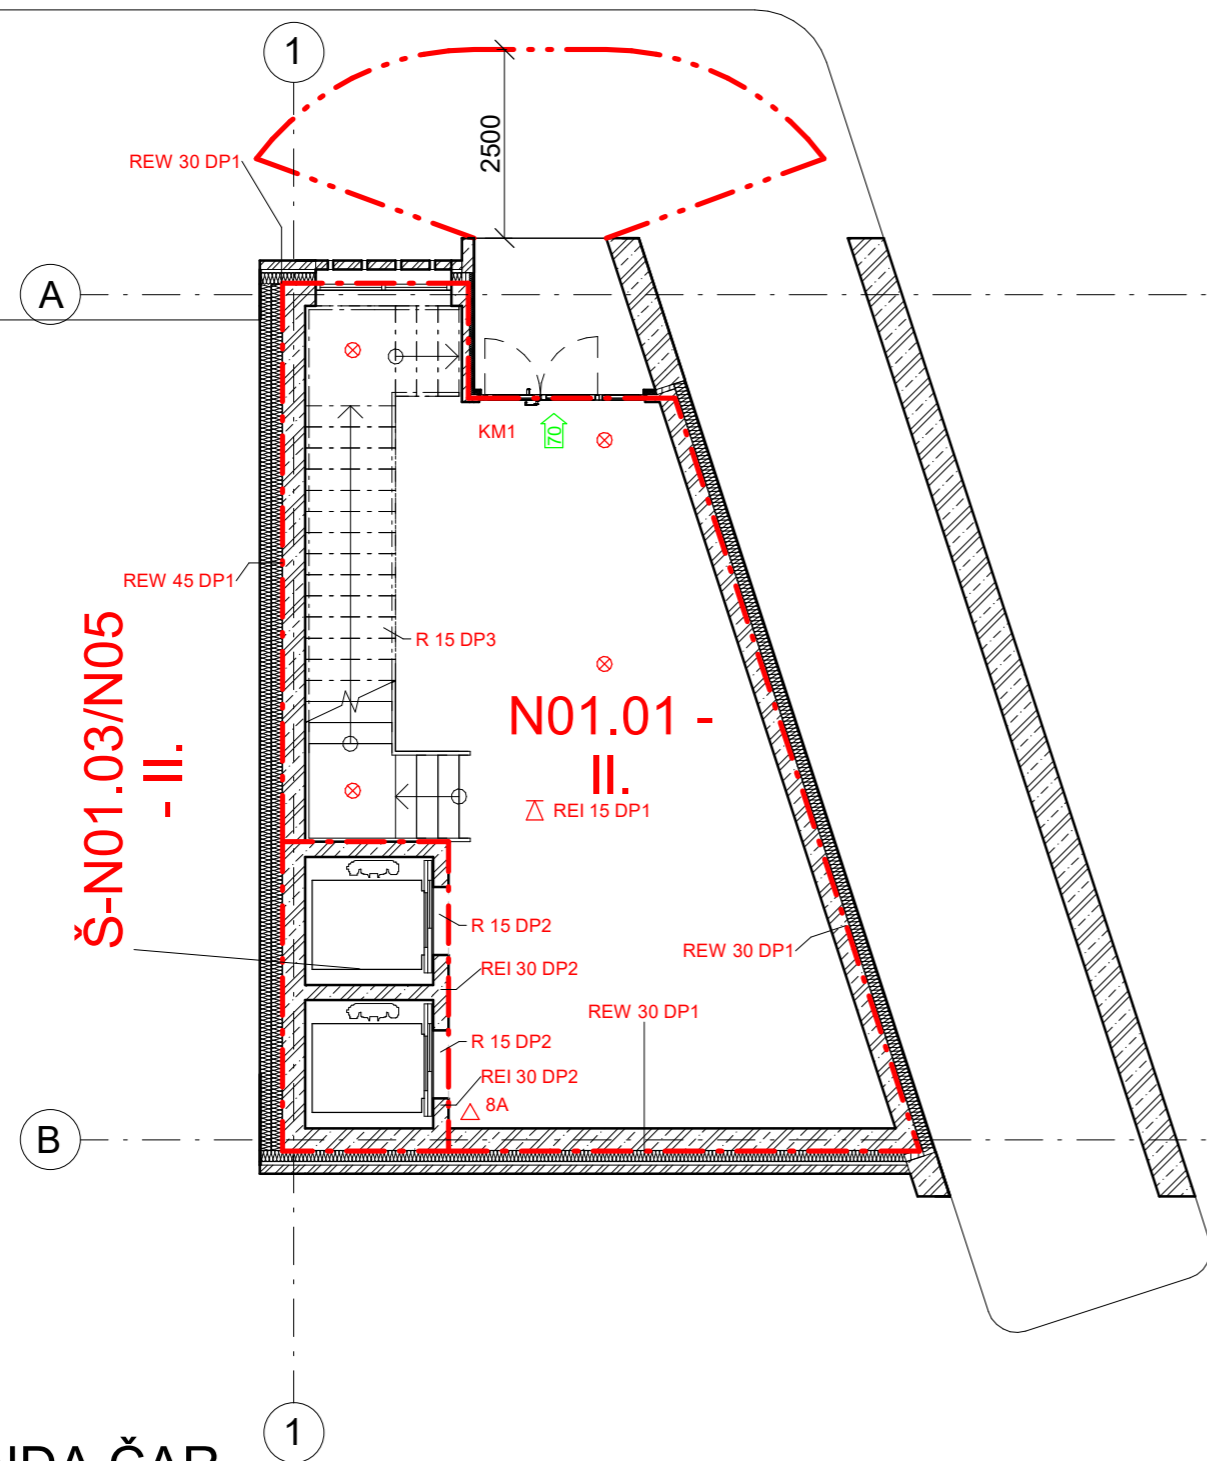 1
2500
REW 30 DP1
A
KM1
70
REW 45 DP1
R 15 DP3
Š-N01.03/N05
- II.
N01.01 -
II.
REI 15 DP1
R 15 DP2
REW 30 DP1
REI 30 DP2
REW 30 DP1
R 15 DP2
REI 30 DP2
8A
B
1
ČAR